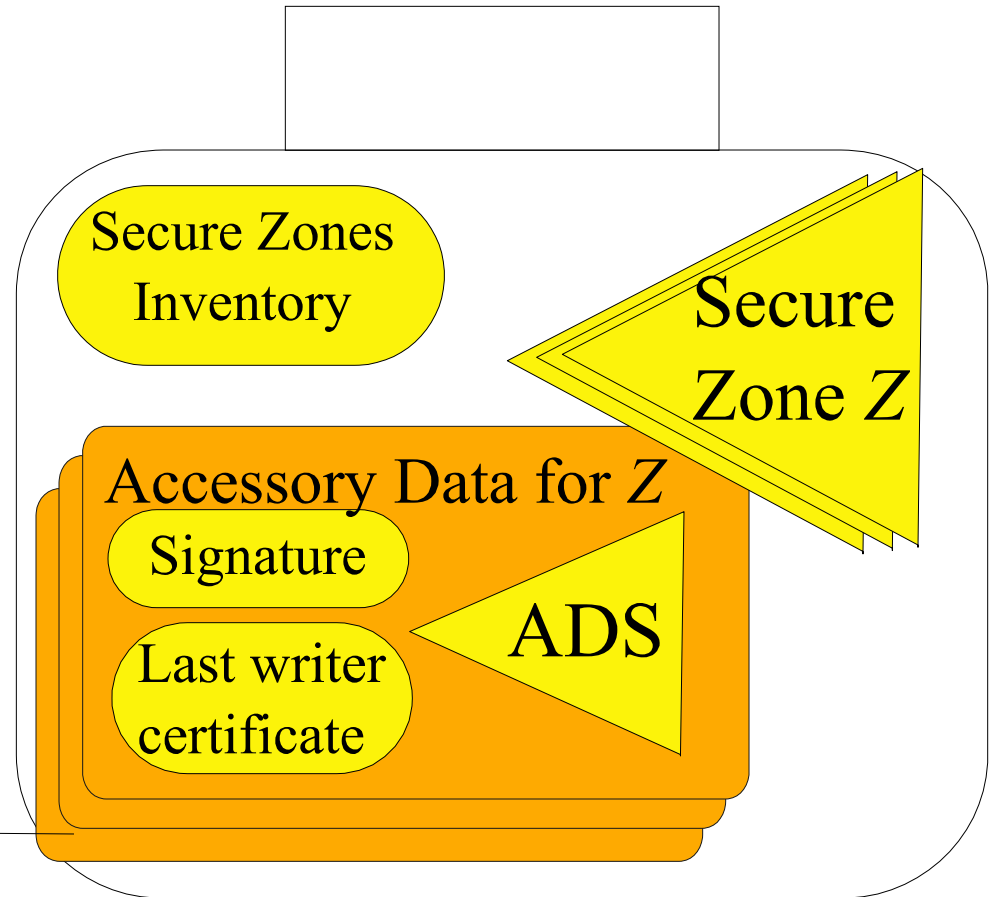 Secure Zones
Inventory
Secure
Zone Z
Accessory Data for Z
Signature
Last writer
certificate
ADS